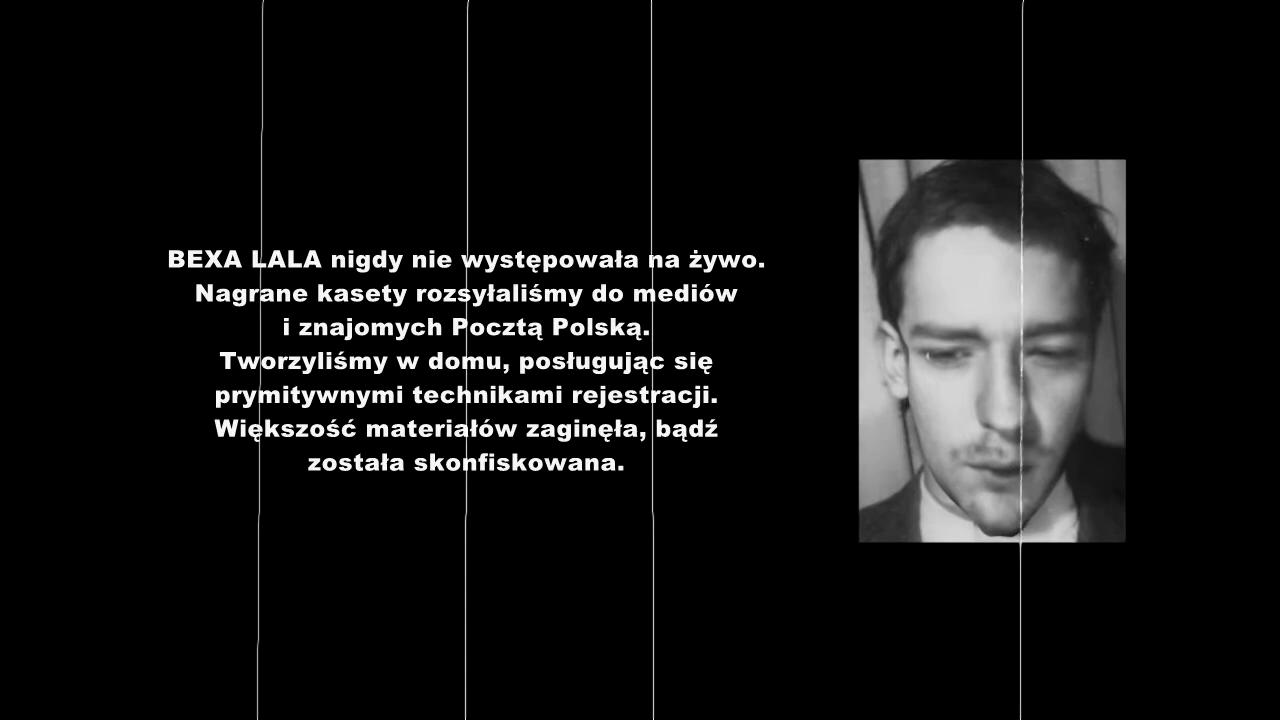 BEXA LALA nigdy nie występowała na żywo.
Nagrane kasety rozsyłaliśmy do mediów
i znajomych Pocztą Polską.
Tworzyliśmy w domu, posługując się
prymitywnymi technikami rejestracji.
Większość materiałów zaginęła, bądź
została skonfiskowana.